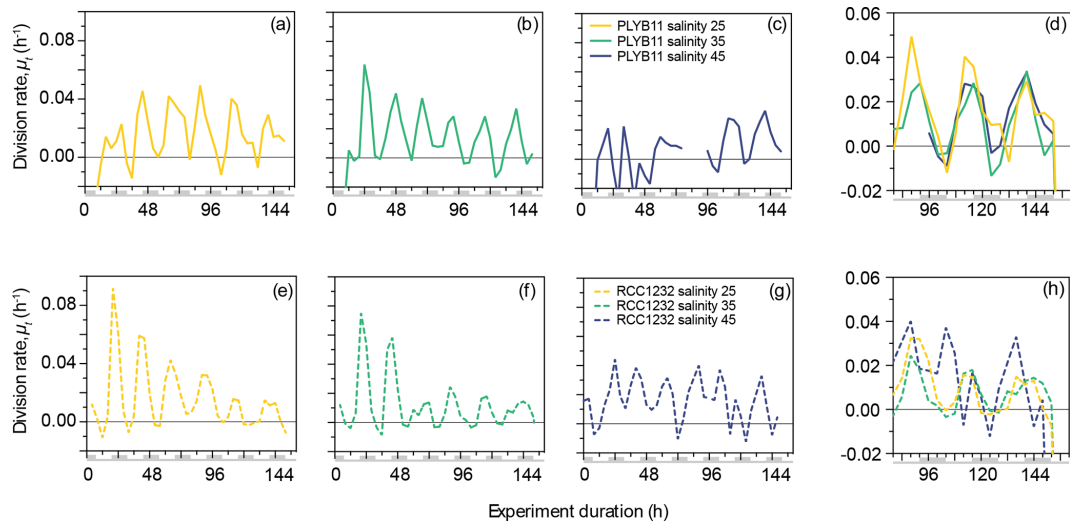 (a)
(b)
(c)
(d)
Division rate, μt (h-1)
0.08
0.04
0.00
PLYB11 salinity 25
PLYB11 salinity 35
PLYB11 salinity 45
0.06
0.04
0.02
0.00
-0.02
0 48 96 144
0 48 96 144
0 48 96 144
96 120 144
(e)
(f)
(g)
(h)
Division rate, μt (h-1)
0.08
0.04
0.00
RCC1232 salinity 25
RCC1232 salinity 35
RCC1232 salinity 45
0.06
0.04
0.02
0.00
-0.02
0 48 96 144
0 48 96 144
0 48 96 144
96 120 144
Experiment duration (h)